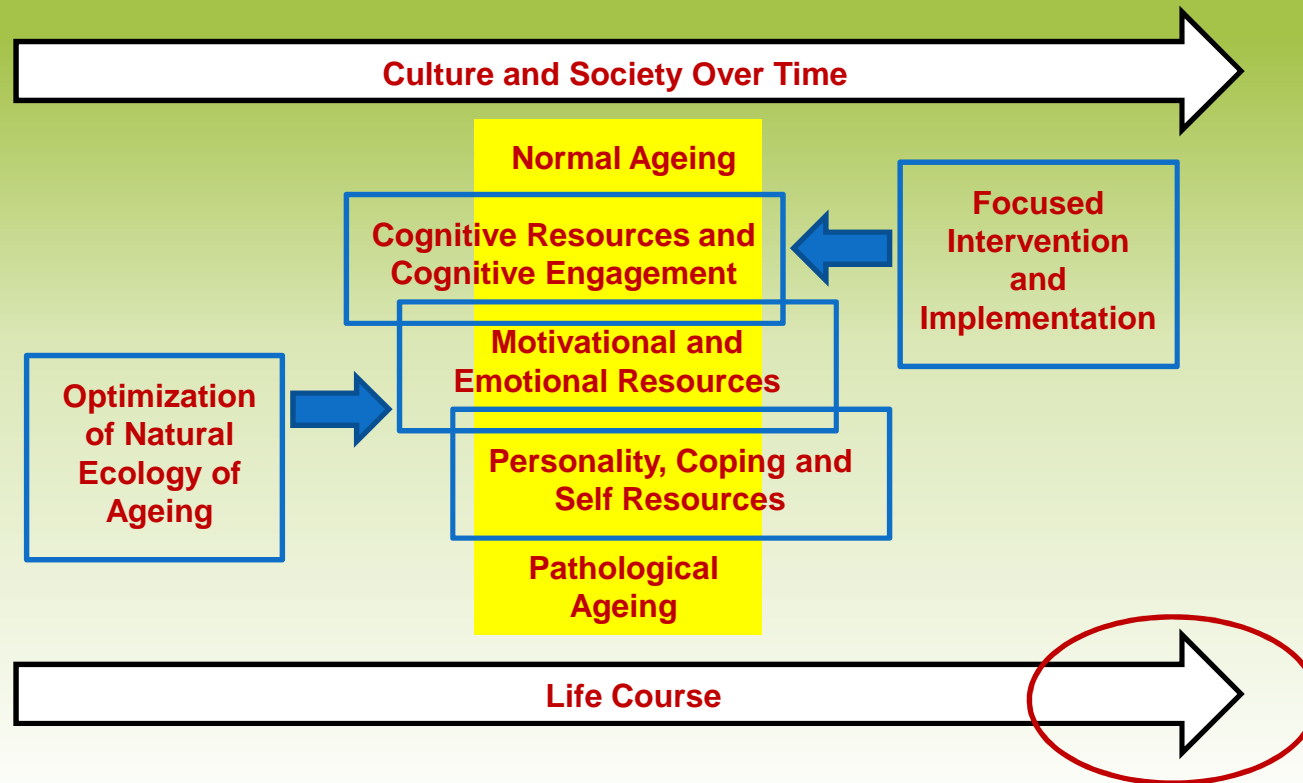 Culture and Society Over Time
Normal Ageing
Cognitive Resources and
Cognitive Engagement
Focused
Intervention
and
Implementation
Motivational and
Emotional Resources
Optimization
of Natural
Ecology of
Ageing
Personality, Coping and
Self Resources
Pathological
Ageing
Life Course